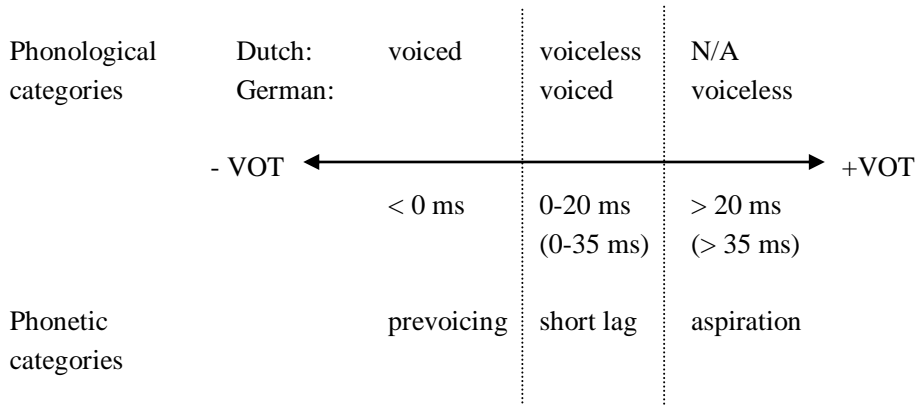 Phonological Dutch: voiced voiceless N/A
categories German: voiced voiceless
- VOT +VOT
< 0 ms 0-20 ms > 20 ms
(0-35 ms) (> 35 ms)
Phonetic prevoicing short lag aspiration
categories